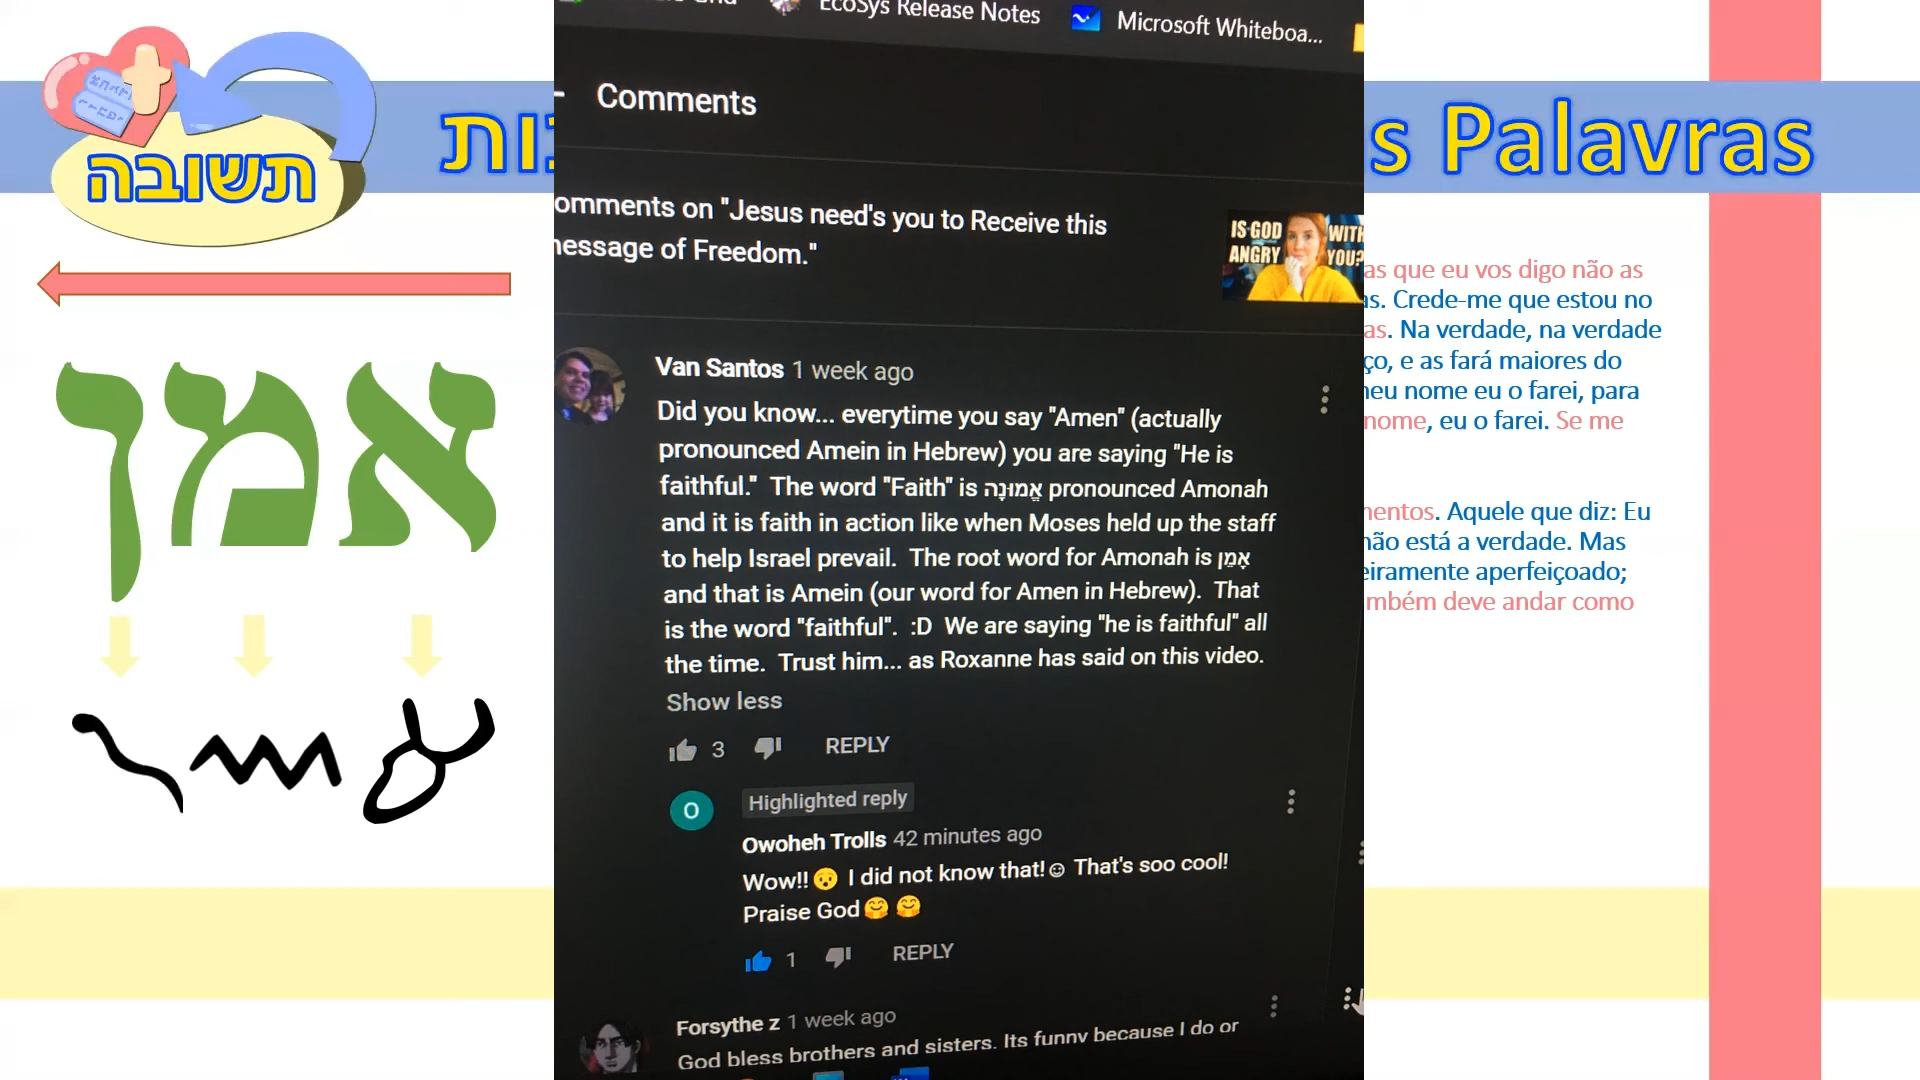 תשובה
ות
s Palavras
אמן
as que eu vos digo não as
as. Crede-me que estou no
as. Na verdade, na verdade
ço, e as fará maiores do
neu nome eu o farei, para
nome, eu o farei. Se me
mentos. Aquele que diz: Eu
não está a verdade. Mas
eiramente aperfeiçoado;
mbém deve andar como
EcoSys Release Notes
Microsoft Whiteboa...
Comments
omments on "Jesus need's you to Receive this
essage of Freedom."
IS GOD
ANGRY
WITH
YOU?
Van Santos 1 week ago
Did you know... everytime you say "Amen" (actually
pronounced Amein in Hebrew) you are saying "He is
faithful." The word "Faith" is אֱמוּנָה pronounced Amonah
and it is faith in action like when Moses held up the staff
to help Israel prevail. The root word for Amonah is אָמֵן
and that is Amein (our word for Amen in Hebrew). That
is the word "faithful". :D We are saying "he is faithful" all
the time. Trust him... as Roxanne has said on this video.
Show less
3
REPLY
O
Highlighted reply
Owoheh Trolls 42 minutes ago
Wow!!😯 I did not know that!☺ That's soo cool!
Praise God🤗 🤗
1
REPLY
Forsythe z 1 week ago
God bless brothers and sisters. Its funny because I do or